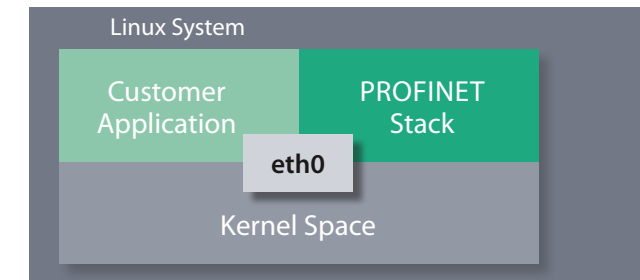 Linux System
Customer
Application
PROFINET
Stack
eth0
Kernel Space